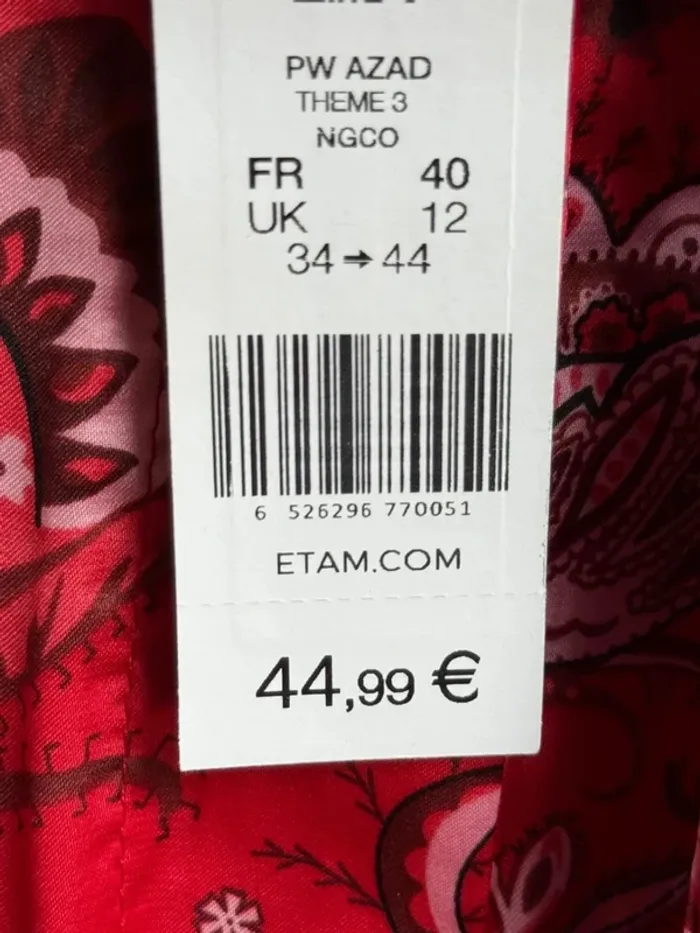 PW AZAD
THEME 3
NGCO
FR 40
UK 12
34 → 44
6 526296 770051
ETAM.COM
44,99 €